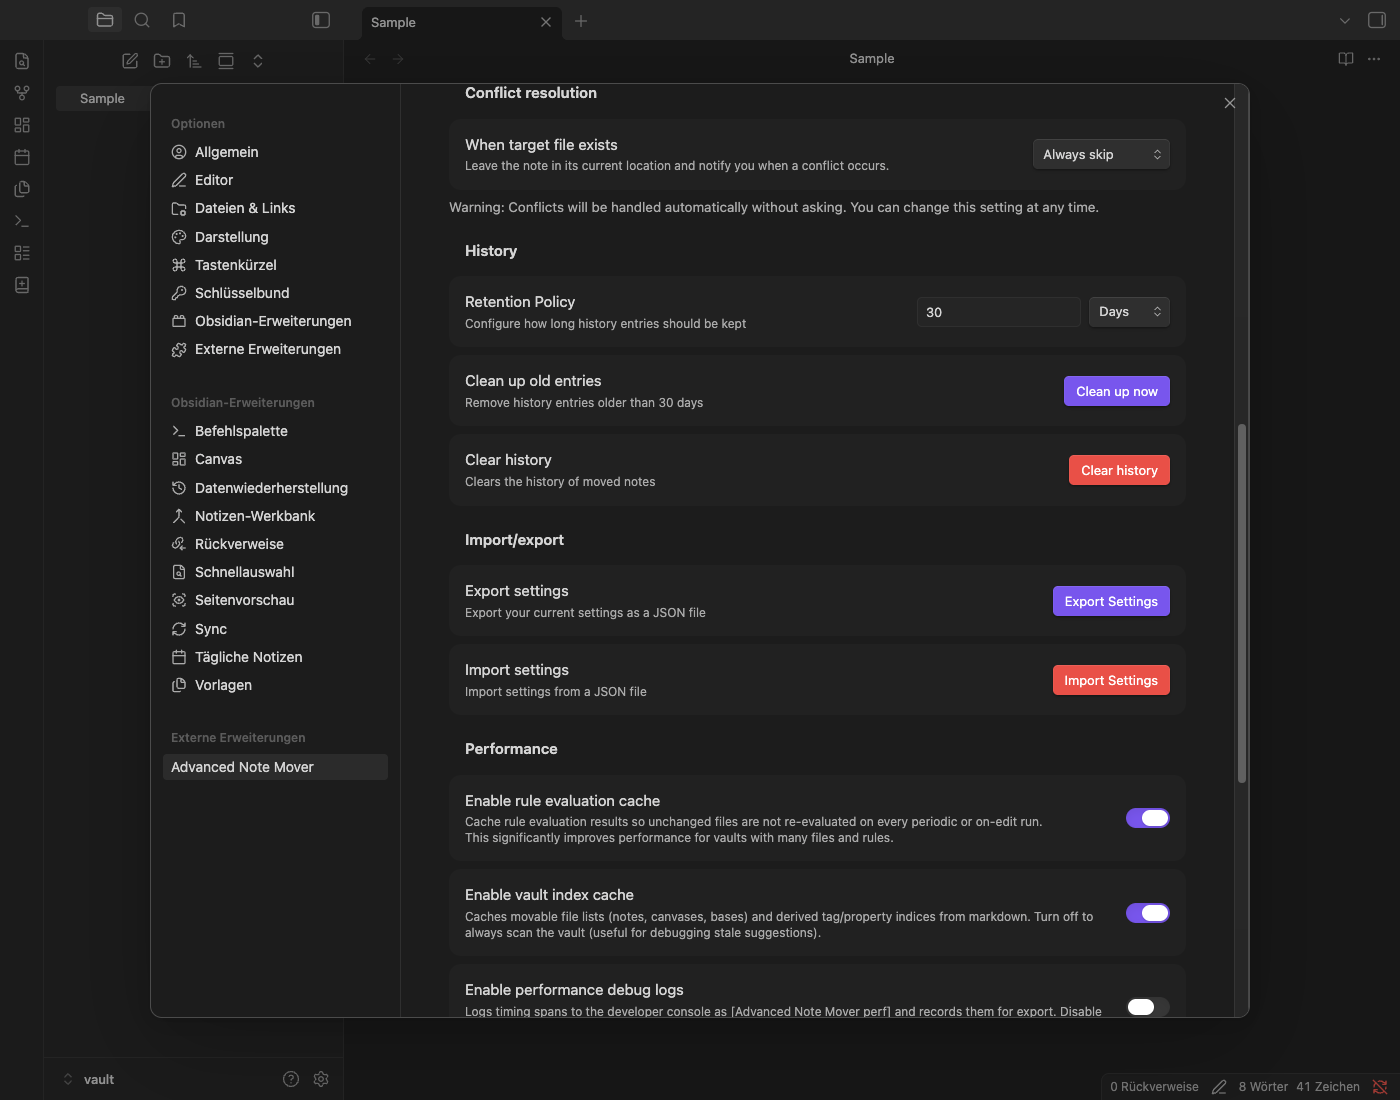 Sample
Sample
Sample
Optionen
Allgemein
Editor
Dateien & Links
Darstellung
Tastenkürzel
Schlüsselbund
Obsidian-Erweiterungen
Externe Erweiterungen
Obsidian-Erweiterungen
Befehlspalette
Canvas
Datenwiederherstellung
Notizen-Werkbank
Rückverweise
Schnellauswahl
Seitenvorschau
Sync
Tägliche Notizen
Vorlagen
Externe Erweiterungen
Advanced Note Mover
Conflict resolution
When target file exists
Leave the note in its current location and notify you when a conflict occurs.
Always skip
Warning: Conflicts will be handled automatically without asking. You can change this setting at any time.
History
Retention Policy
Configure how long history entries should be kept
30
Days
Clean up old entries
Remove history entries older than 30 days
Clean up now
Clear history
Clears the history of moved notes
Clear history
Import/export
Export settings
Export your current settings as a JSON file
Export Settings
Import settings
Import settings from a JSON file
Import Settings
Performance
Enable rule evaluation cache
Cache rule evaluation results so unchanged files are not re-evaluated on every periodic or on-edit run.
This significantly improves performance for vaults with many files and rules.
Enable vault index cache
Caches movable file lists (notes, canvases, bases) and derived tag/property indices from markdown. Turn off to
always scan the vault (useful for debugging stale suggestions).
Enable performance debug logs
Logs timing spans to the developer console as [Advanced Note Mover perf] and records them for export. Disable
vault
0 Rückverweise
8 Wörter
41 Zeichen